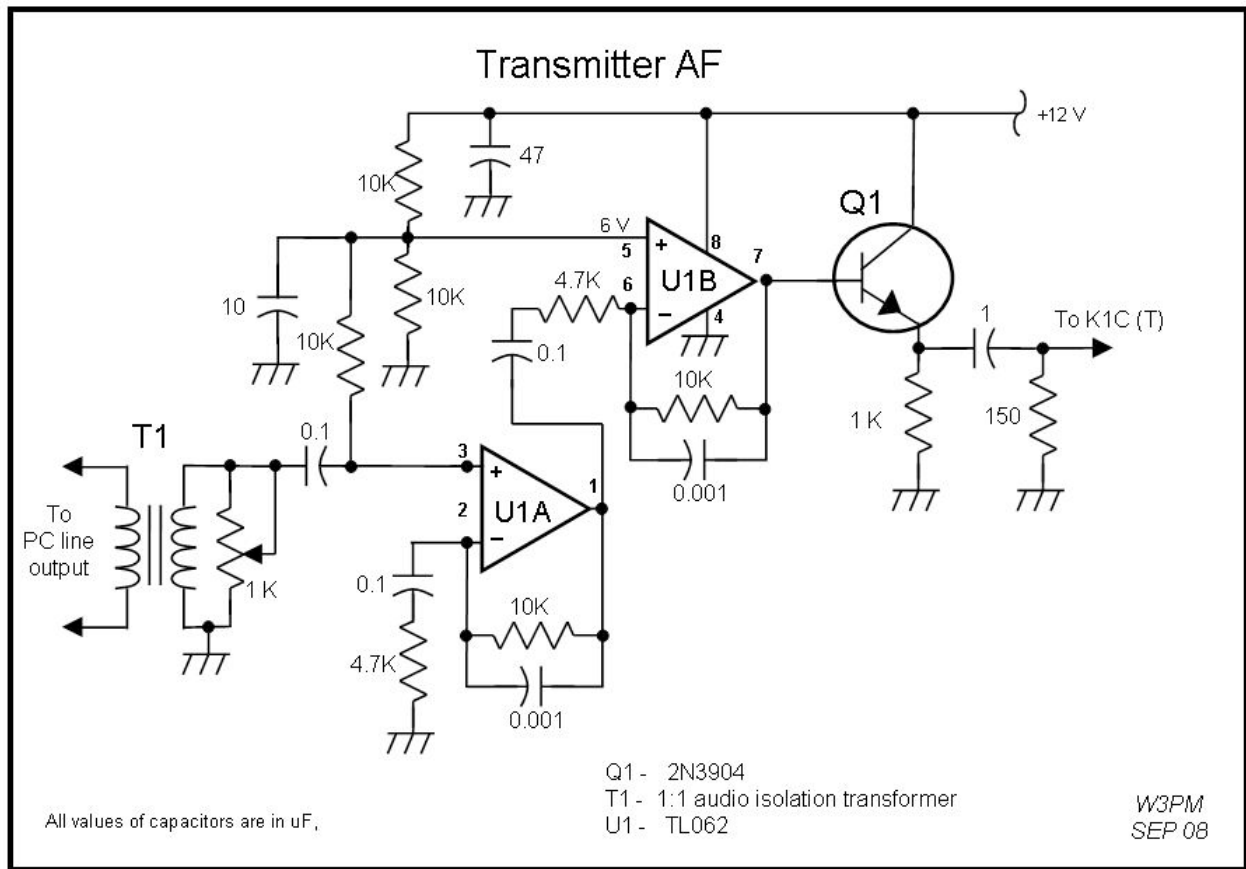 Transmitter AF
+12 V
47
10K
Q1
6 V
5
+
8
7
U1B
4.7K
6
−
4
10
10K
10K
0.1
1
To K1C (T)
10K
1 K
150
0.001
T1
0.1
3
+
1
U1A
2
−
To
PC line
output
1 K
0.1
10K
4.7K
0.001
Q1 - 2N3904
T1 - 1:1 audio isolation transformer
U1 - TL062
All values of capacitors are in uF,
W3PM
SEP 08